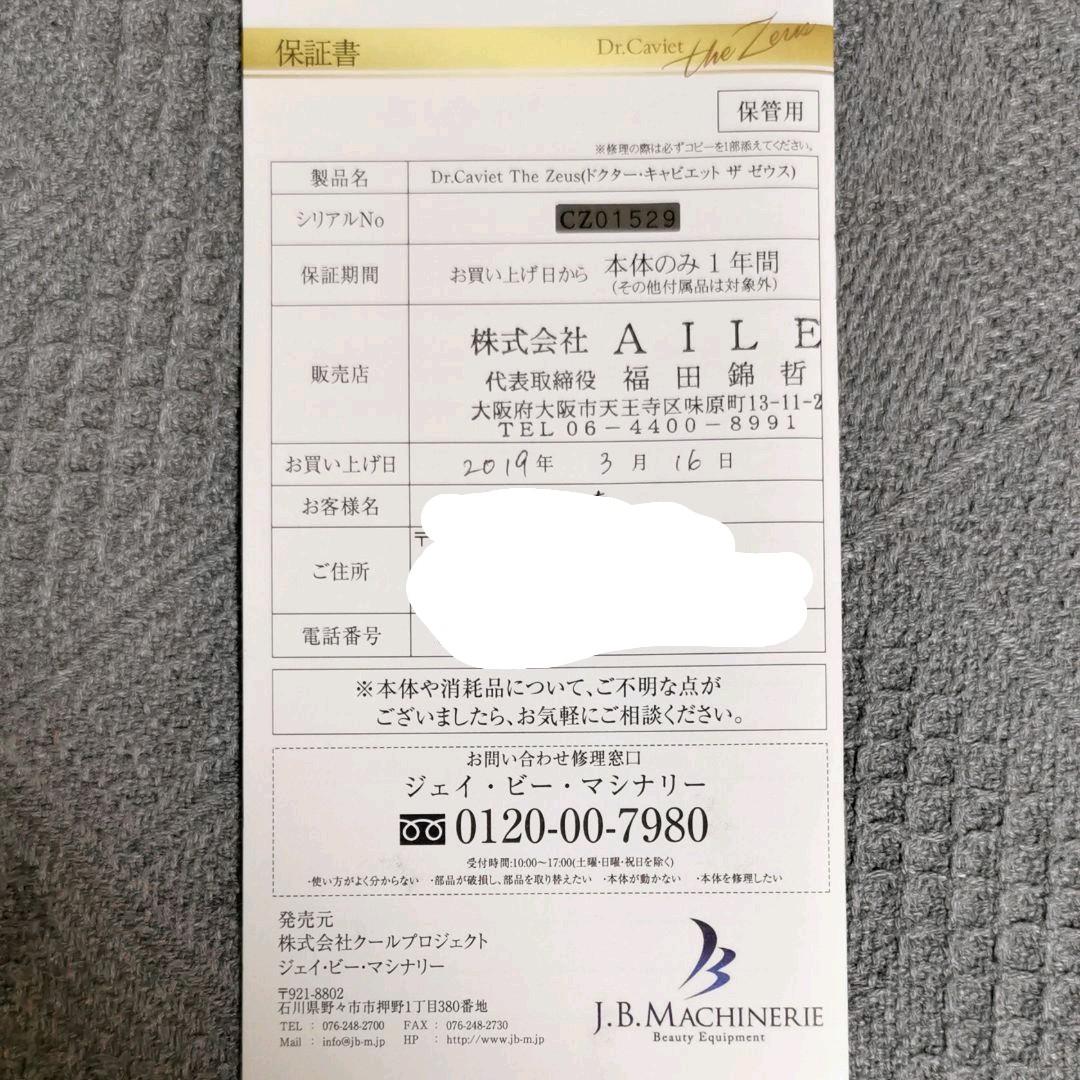 保証書
Dr.Caviet the Zeus
保管用
※修理の際は必ずコピーを1部添えてください。
製品名 Dr.Caviet The Zeus(ドクター・キャビエット ザ ゼウス)
シリアルNo CZ01529
保証期間 お買い上げ日から 本体のみ1年間
(その他付属品は対象外)
販売店
株式会社 AILE
代表取締役 福田錦哲
大阪府大阪市天王寺区味原町13-11-2
TEL 06-4400-8991
お買い上げ日 2019年 3月 16日
お客様名
ご住所 〒
電話番号
※本体や消耗品について、ご不明な点が
ございましたら、お気軽にご相談ください。
お問い合わせ修理窓口
ジェイ・ビー・マシナリー
0120-00-7980
受付時間:10:00〜17:00(土曜・日曜・祝日を除く)
・使い方がよく分からない ・部品が破損し、部品を取り替えたい ・本体が動かない ・本体を修理したい
発売元
株式会社クールプロジェクト
ジェイ・ビー・マシナリー
〒921-8802
石川県野々市市押野1丁目380番地
TEL : 076-248-2700 FAX : 076-248-2730
Mail : info@jb-m.jp HP : http://www.jb-m.jp
J.B.MACHINERIE
Beauty Equipment